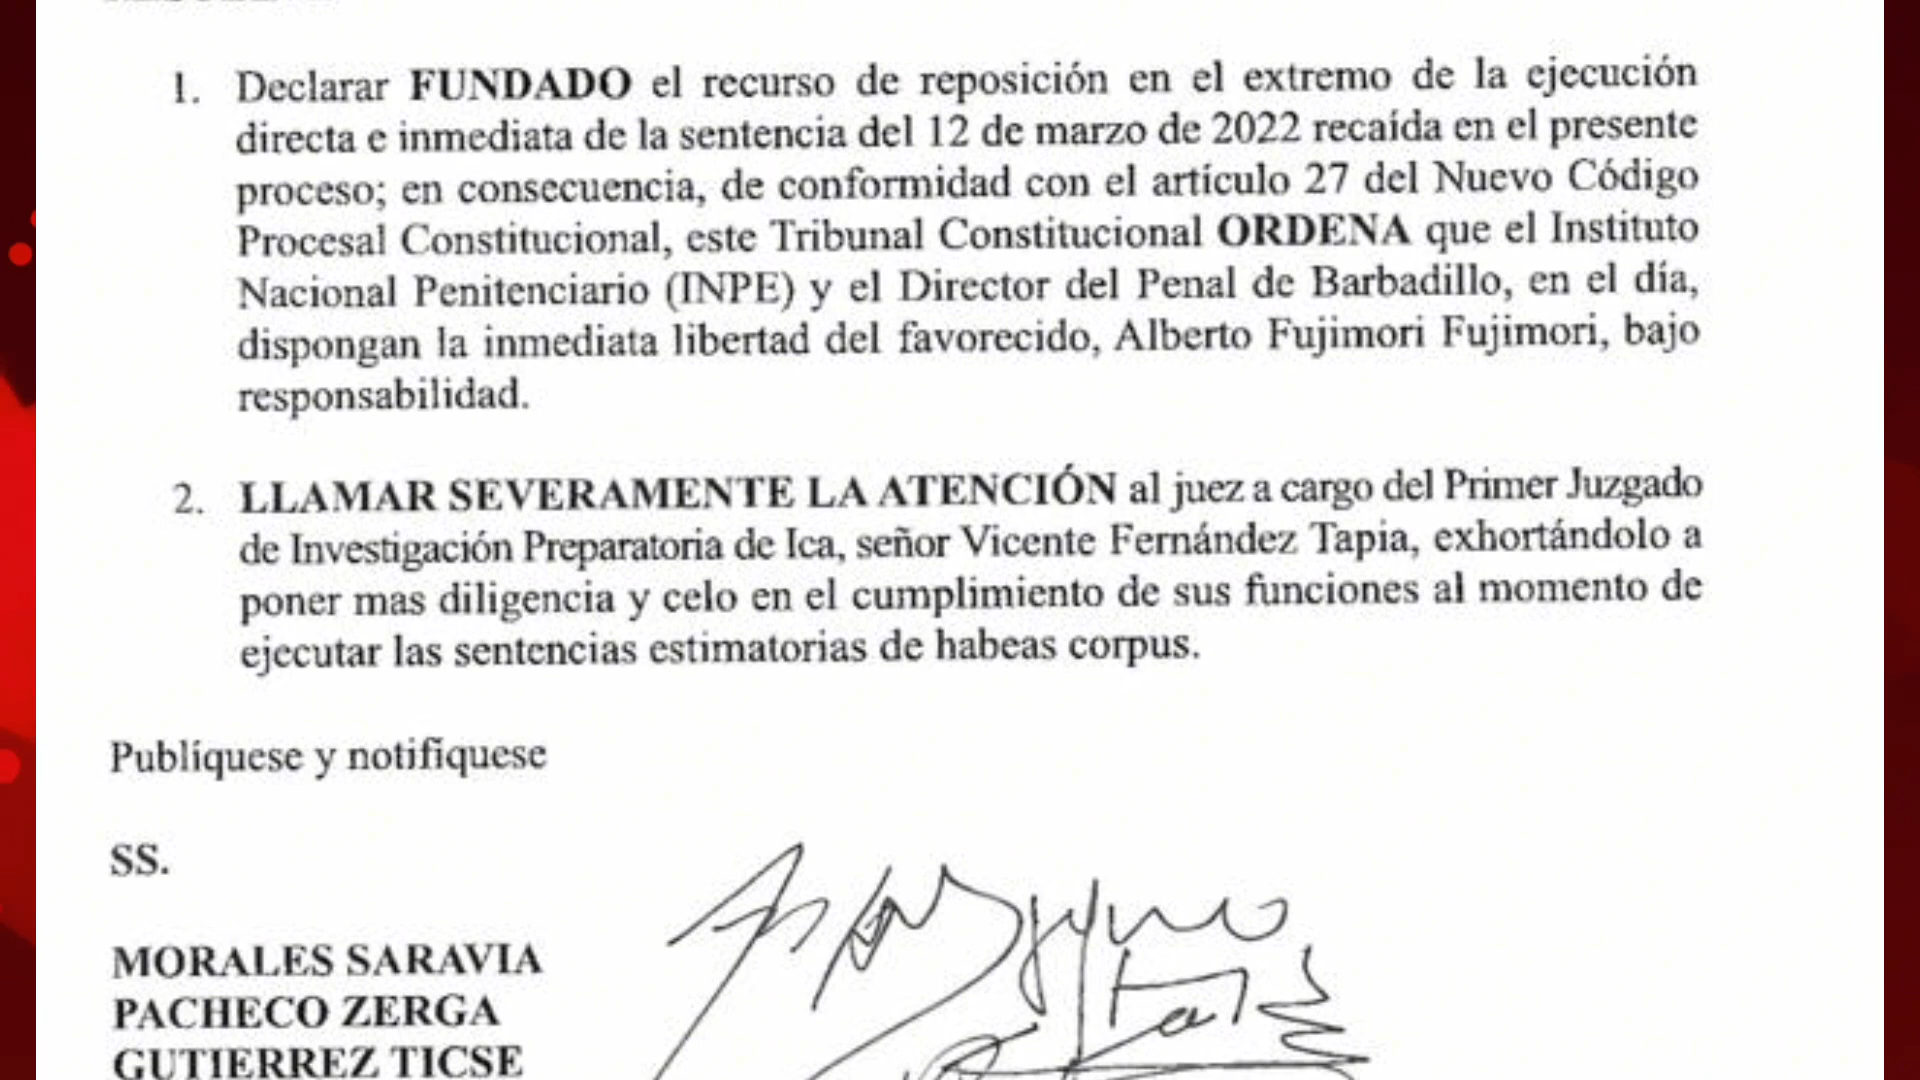 1. Declarar FUNDADO el recurso de reposición en el extremo de la ejecución
directa e inmediata de la sentencia del 12 de marzo de 2022 recaída en el presente
proceso; en consecuencia, de conformidad con el artículo 27 del Nuevo Código
Procesal Constitucional, este Tribunal Constitucional ORDENA que el Instituto
Nacional Penitenciario (INPE) y el Director del Penal de Barbadillo, en el día,
dispongan la inmediata libertad del favorecido, Alberto Fujimori Fujimori, bajo
responsabilidad.
2. LLAMAR SEVERAMENTE LA ATENCIÓN al juez a cargo del Primer Juzgado
de Investigación Preparatoria de Ica, señor Vicente Fernández Tapia, exhortándolo a
poner mas diligencia y celo en el cumplimiento de sus funciones al momento de
ejecutar las sentencias estimatorias de habeas corpus.
Publíquese y notifíquese
SS.
MORALES SARAVIA
PACHECO ZERGA
GUTIERREZ TICSE